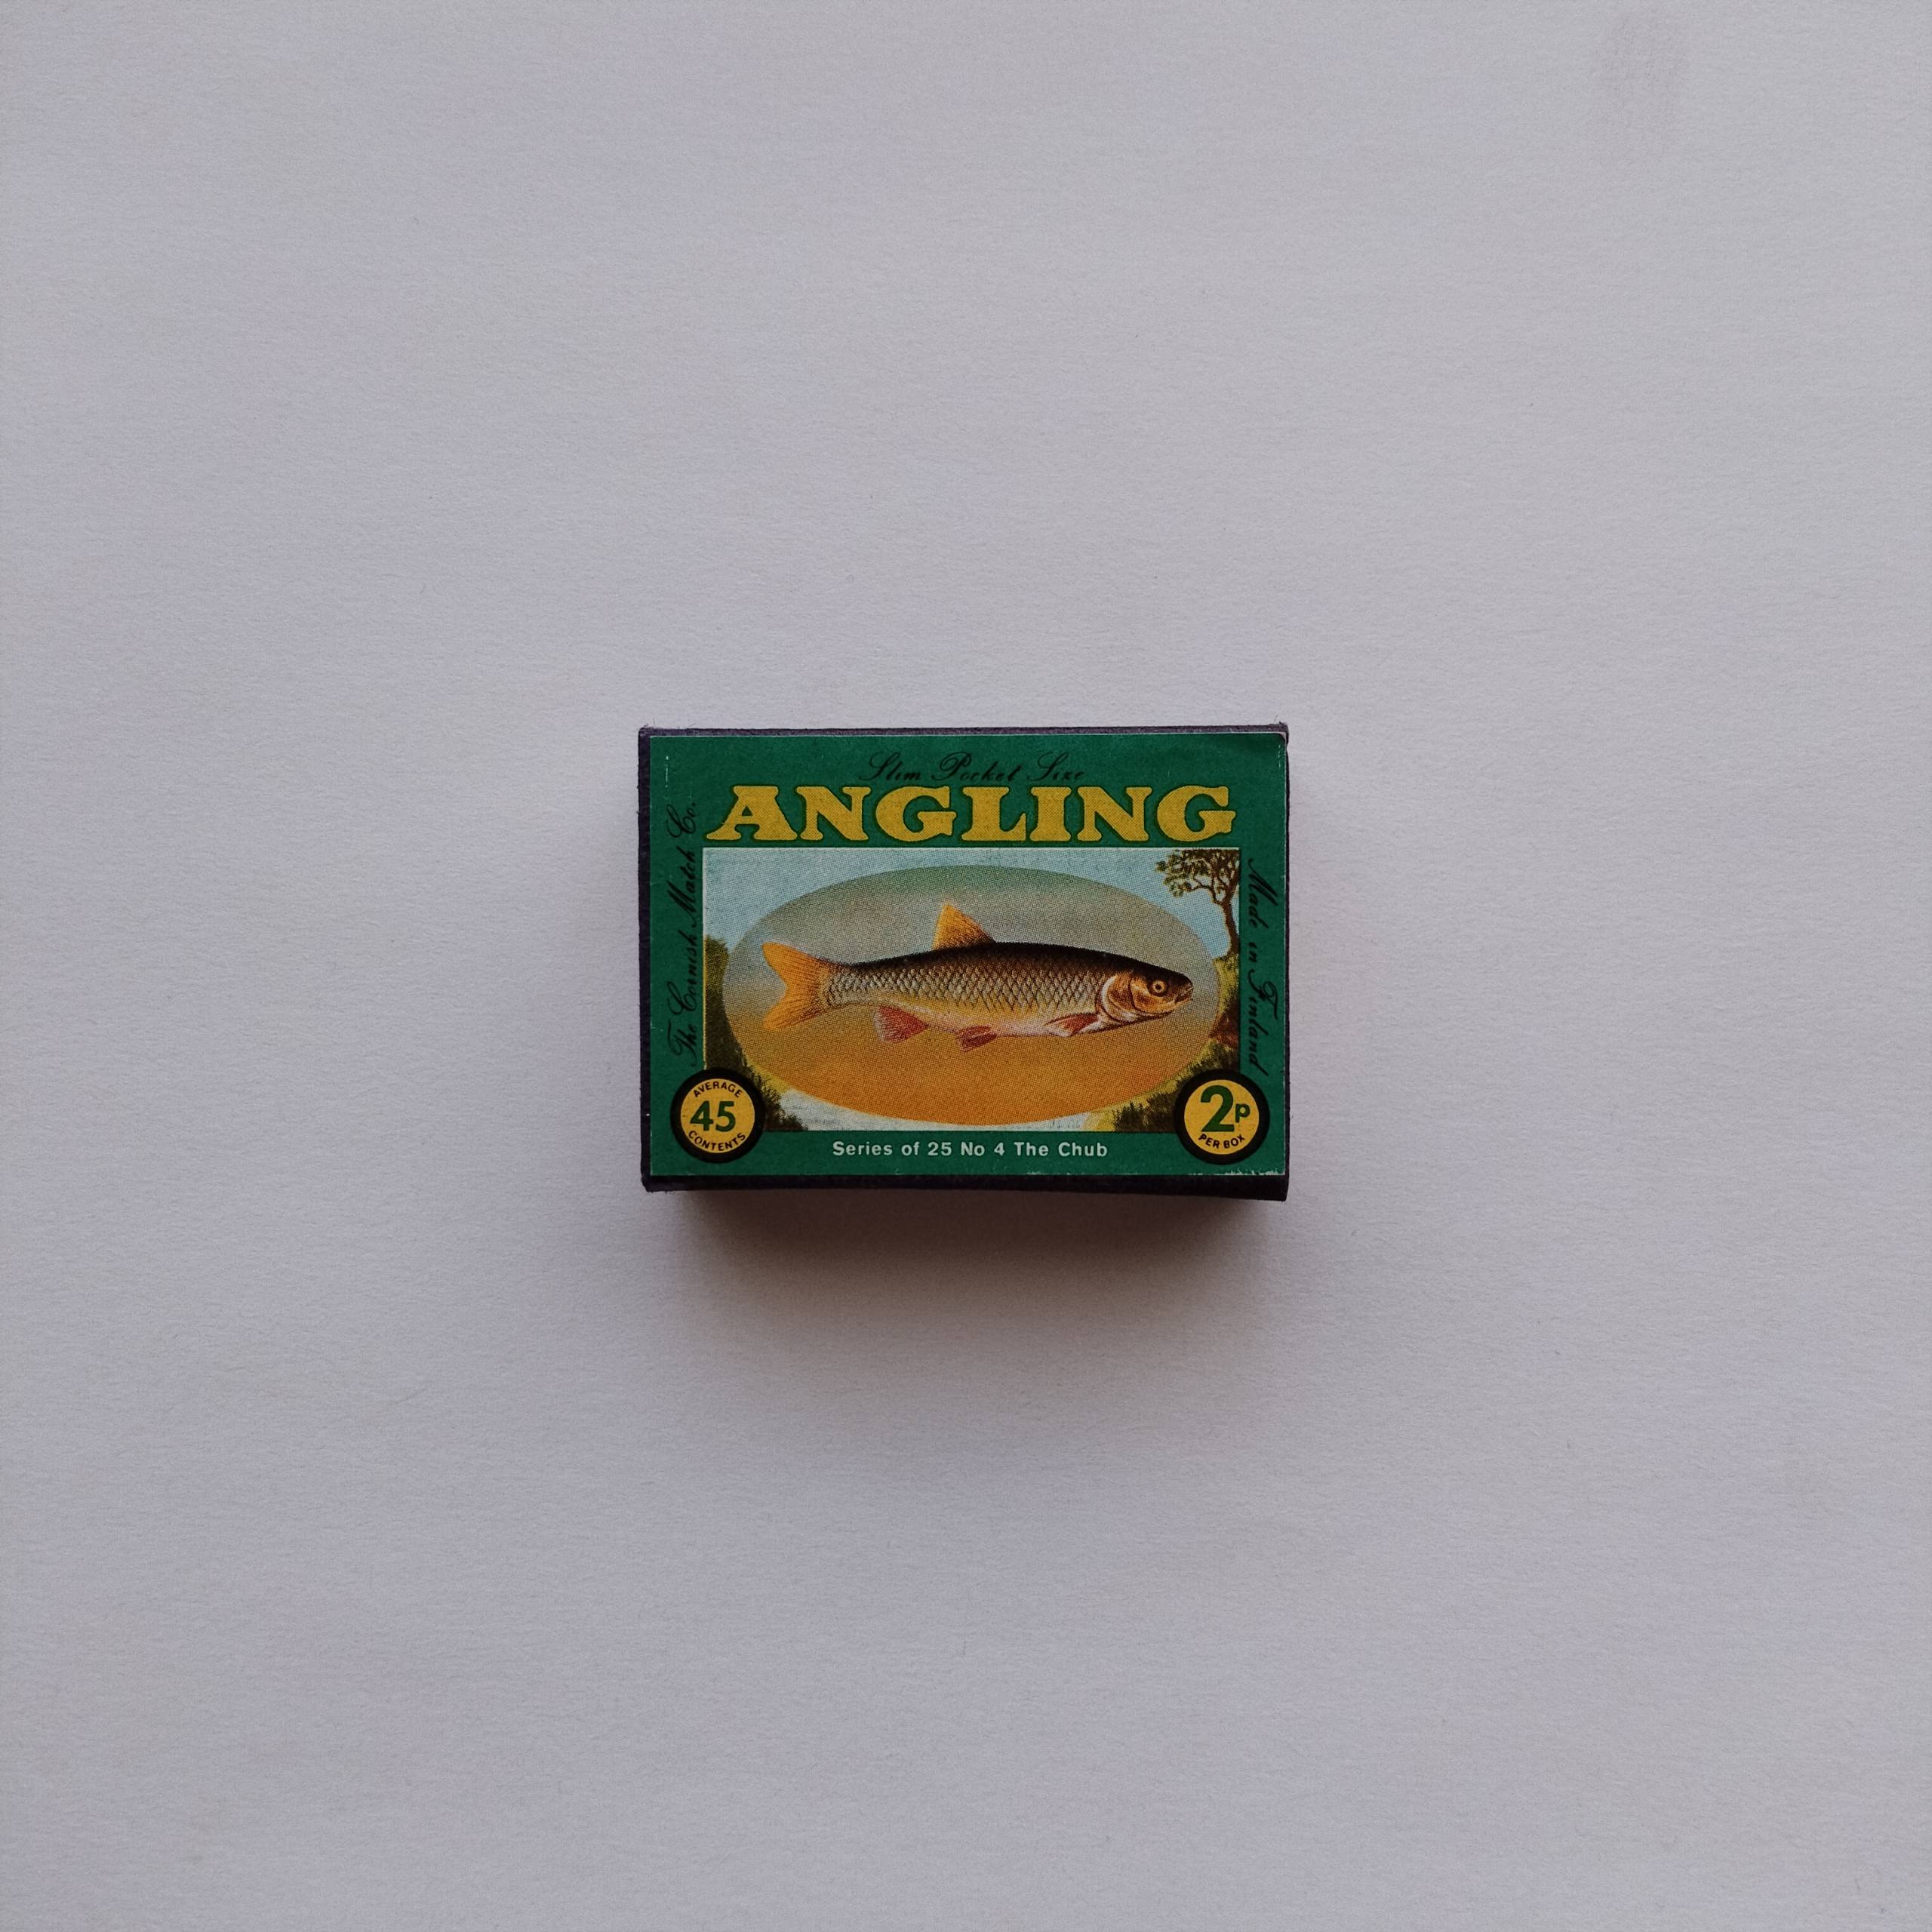 Slim Pocket Size
ANGLING
The Cornish Match Co.
Made in Finland
AVERAGE
45
CONTENTS
2p
PER BOX
Series of 25 No 4 The Chub